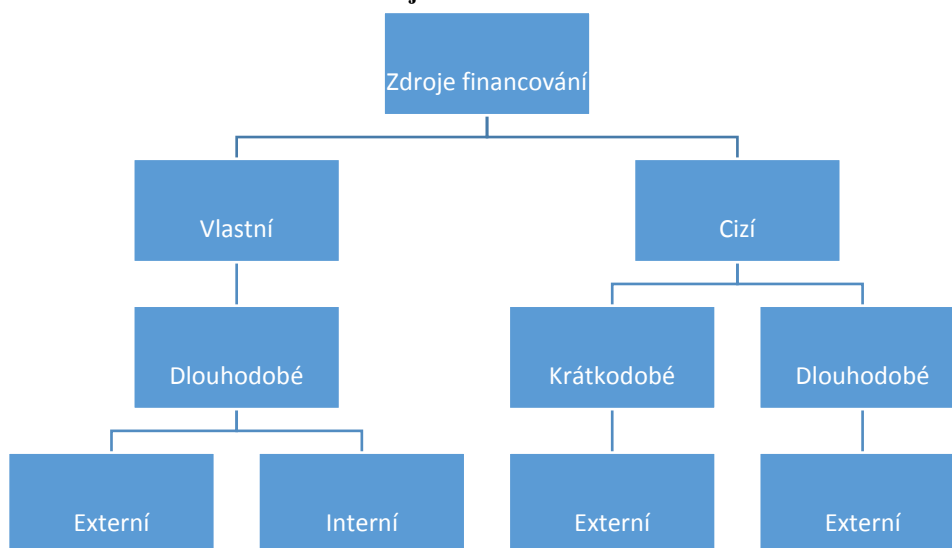 Zdroje financování
Vlastní
Cizí
Dlouhodobé
Krátkodobé
Dlouhodobé
Externí
Interní
Externí
Externí